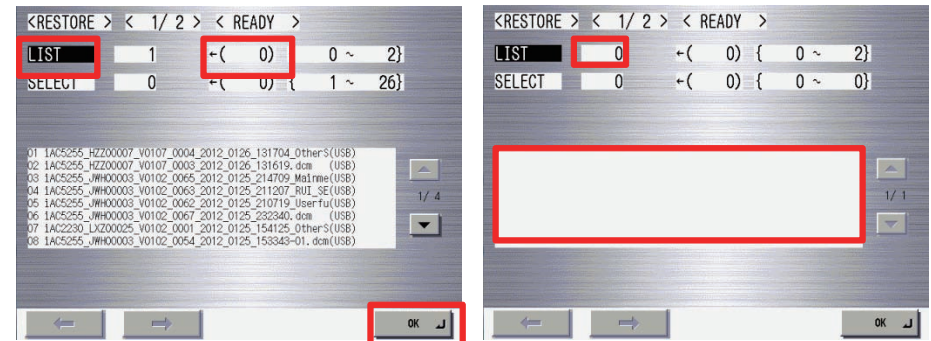 <RESTORE > < 1/ 2 > < READY >
LIST 1 ←( 0) 0 ~ 2}
SELECT 0 ←( 0) { 1 ~ 26}
01 1AC5255_HZZ00007_V0107_0004_2012_0126_131704_OtherS(USB)
02 1AC5255_HZZ00007_V0107_0003_2012_0126_131619.dcm (USB)
03 1AC5255_JWH00003_V0102_0065_2012_0125_214709_Mainme(USB)
04 1AC5255_JWH00003_V0102_0063_2012_0125_211207_RUI_SE(USB)
05 1AC5255_JWH00003_V0102_0062_2012_0125_210719_Userfu(USB)
06 1AC5255_JWH00003_V0102_0067_2012_0125_232340.dcm (USB)
07 1AC2230_LXZ00025_V0102_0001_2012_0125_154125_OtherS(USB)
08 1AC5255_JWH00003_V0102_0054_2012_0125_153343-01.dcm(USB)
1/ 4
OK
<RESTORE > < 1/ 2 > < READY >
LIST 0 ←( 0) { 0 ~ 2}
SELECT 0 ←( 0) { 0 ~ 0}
1/ 1
OK